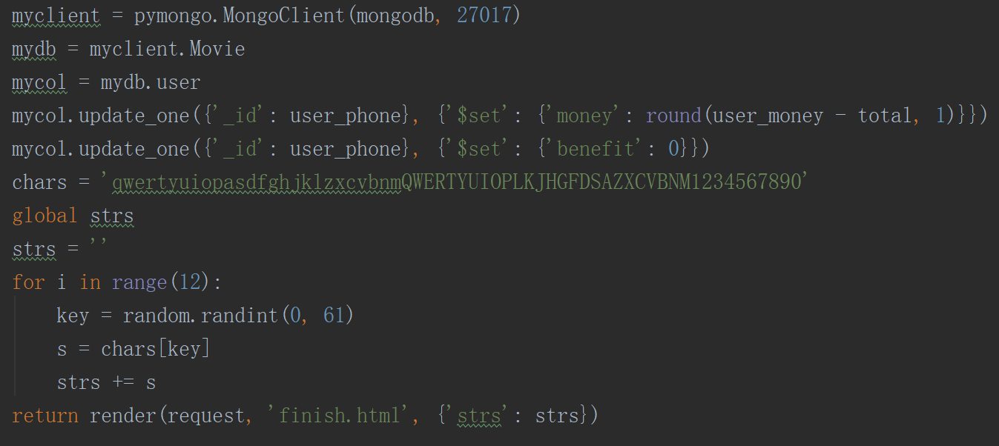 myclient = pymongo.MongoClient(mongodb, 27017)
mydb = myclient.Movie
mycol = mydb.user
mycol.update_one({'_id': user_phone}, {'$set': {'money': round(user_money - total, 1)}})
mycol.update_one({'_id': user_phone}, {'$set': {'benefit': 0}})
chars = 'qwertyuiopasdfghjklzxcvbnmQWERTYUIOPLKJHGFDSAZXCVBNM1234567890'
global strs
strs = ''
for i in range(12):
    key = random.randint(0, 61)
    s = chars[key]
    strs += s
return render(request, 'finish.html', {'strs': strs})